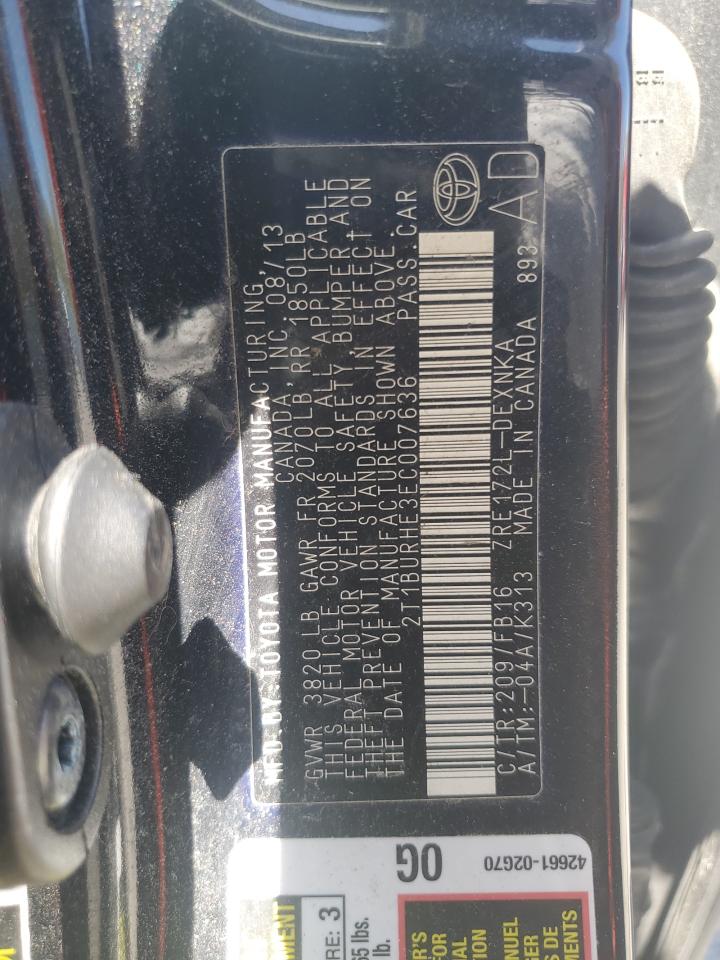 MFD.BY TOYOTA MOTOR MANUFACTURING,
CANADA, INC. 08/13
GVWR 3820 LB GAWR FR 2070LB, RR 1850LB
THIS VEHICLE CONFORMS TO ALL APPLICABLE
FEDERAL MOTOR VEHICLE SAFETY BUMPER AND
THEFT PREVENTION STANDARDS IN EFFECT ON
THE DATE OF MANUFACTURE SHOWN ABOVE.
2T1BURHE3EC007636 PASS.CAR
C/TR:209/FB16 ZRE172L-DEXNKA
A/TM:-04A/K313 MADE IN CANADA 893
AD
0G
42661-02G70
RE: 3
lbs.
lb.
MENT